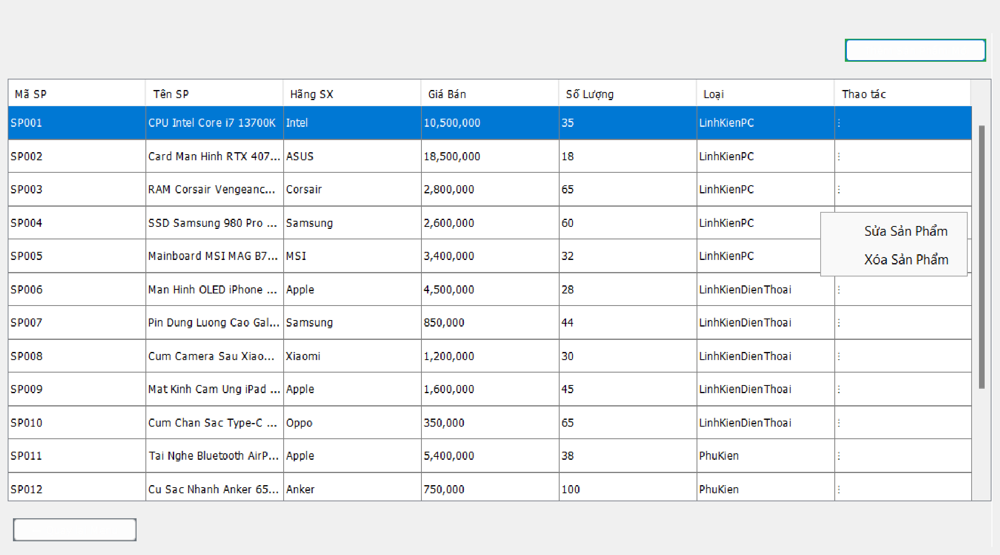 Mã SP Tên SP Hãng SX Giá Bán Số Lượng Loại Thao tác
SP001 CPU Intel Core i7 13700K Intel 10,500,000 35 LinhKienPC ⋮
SP002 Card Man Hinh RTX 407... ASUS 18,500,000 18 LinhKienPC ⋮
SP003 RAM Corsair Vengeanc... Corsair 2,800,000 65 LinhKienPC ⋮
SP004 SSD Samsung 980 Pro ... Samsung 2,600,000 60 LinhKienPC
Sửa Sản Phẩm
SP005 Mainboard MSI MAG B7... MSI 3,400,000 32 LinhKienPC
Xóa Sản Phẩm
SP006 Man Hinh OLED iPhone ... Apple 4,500,000 28 LinhKienDienThoai ⋮
SP007 Pin Dung Luong Cao Gal... Samsung 850,000 44 LinhKienDienThoai ⋮
SP008 Cum Camera Sau Xiao... Xiaomi 1,200,000 30 LinhKienDienThoai ⋮
SP009 Mat Kinh Cam Ung iPad ... Apple 1,600,000 45 LinhKienDienThoai ⋮
SP010 Cum Chan Sac Type-C ... Oppo 350,000 65 LinhKienDienThoai ⋮
SP011 Tai Nghe Bluetooth AirP... Apple 5,400,000 38 PhuKien ⋮
SP012 Cu Sac Nhanh Anker 65... Anker 750,000 100 PhuKien ⋮